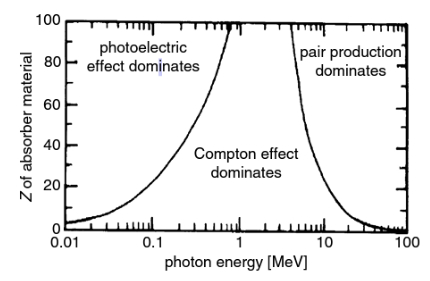 100
photoelectric
effect dominates
pair production
dominates
80
60
Z of absorber material
40
Compton effect
dominates
20
0
0.01
0.1
1
10
100
photon energy [MeV]